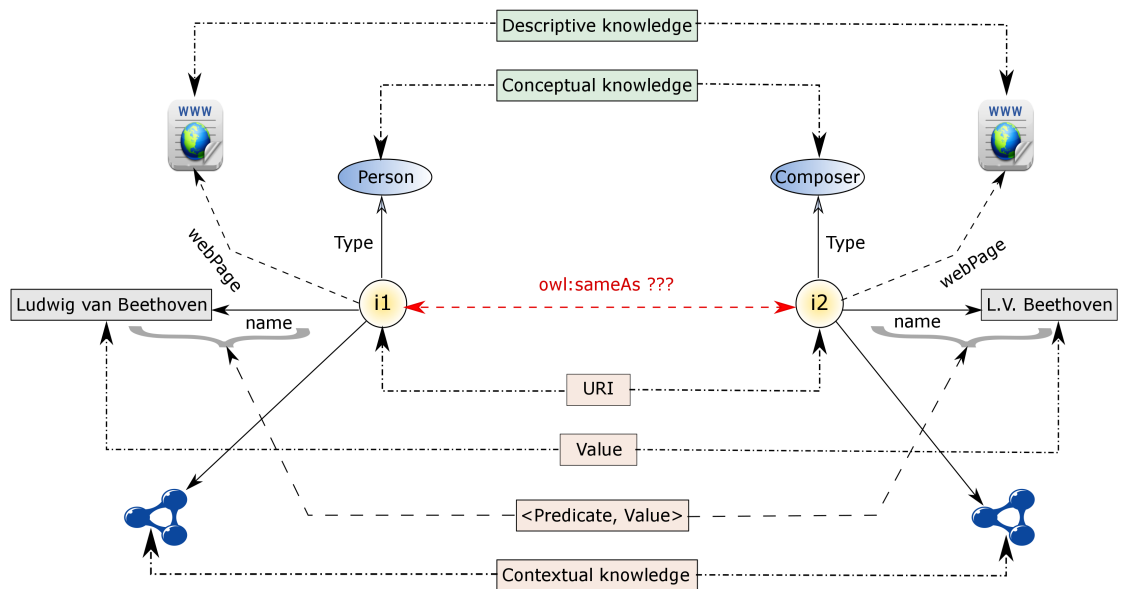 Descriptive knowledge
Conceptual knowledge
WWW
WWW
Person
Composer
Type
Type
webPage
webPage
owl:sameAs ???
i1
i2
Ludwig van Beethoven
name
name
L.V. Beethoven
URI
Value
<Predicate, Value>
Contextual knowledge